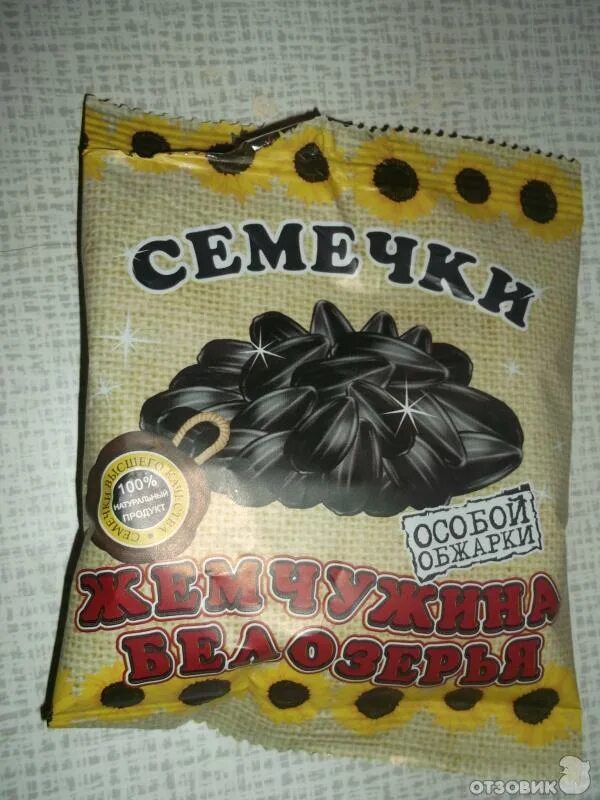 СЕМЕЧКИ
СЕМЕЧКИ ВЫСШЕГО КАЧЕСТВА
100%
НАТУРАЛЬНЫЙ
ПРОДУКТ
ОСОБОЙ
ОБЖАРКИ
ЖЕМЧУЖИНА
БЕЛОЗЕРЬЯ
ОТЗОВИК